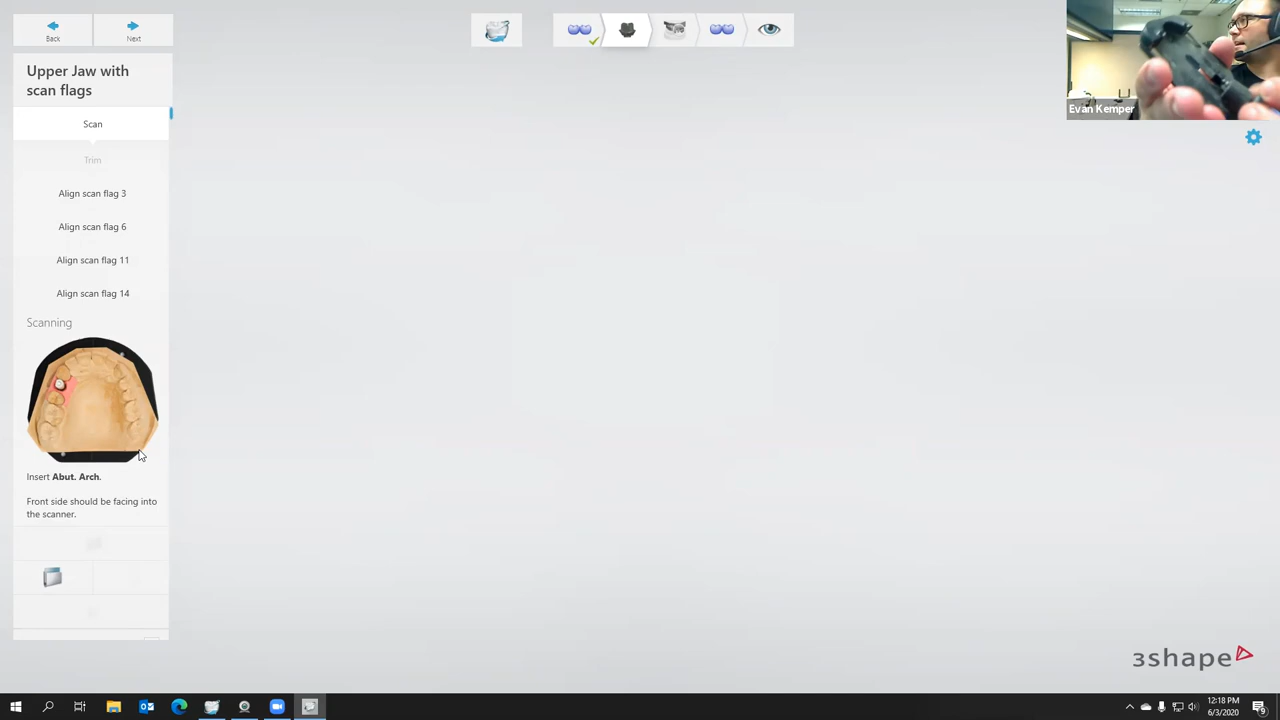 Back
Next
Upper Jaw with
scan flags
Scan
Trim
Align scan flag 3
Align scan flag 6
Align scan flag 11
Align scan flag 14
Scanning
Insert Abut. Arch.
Front side should be facing into
the scanner.
Evan Kemper
3shape
12:18 PM
6/3/2020